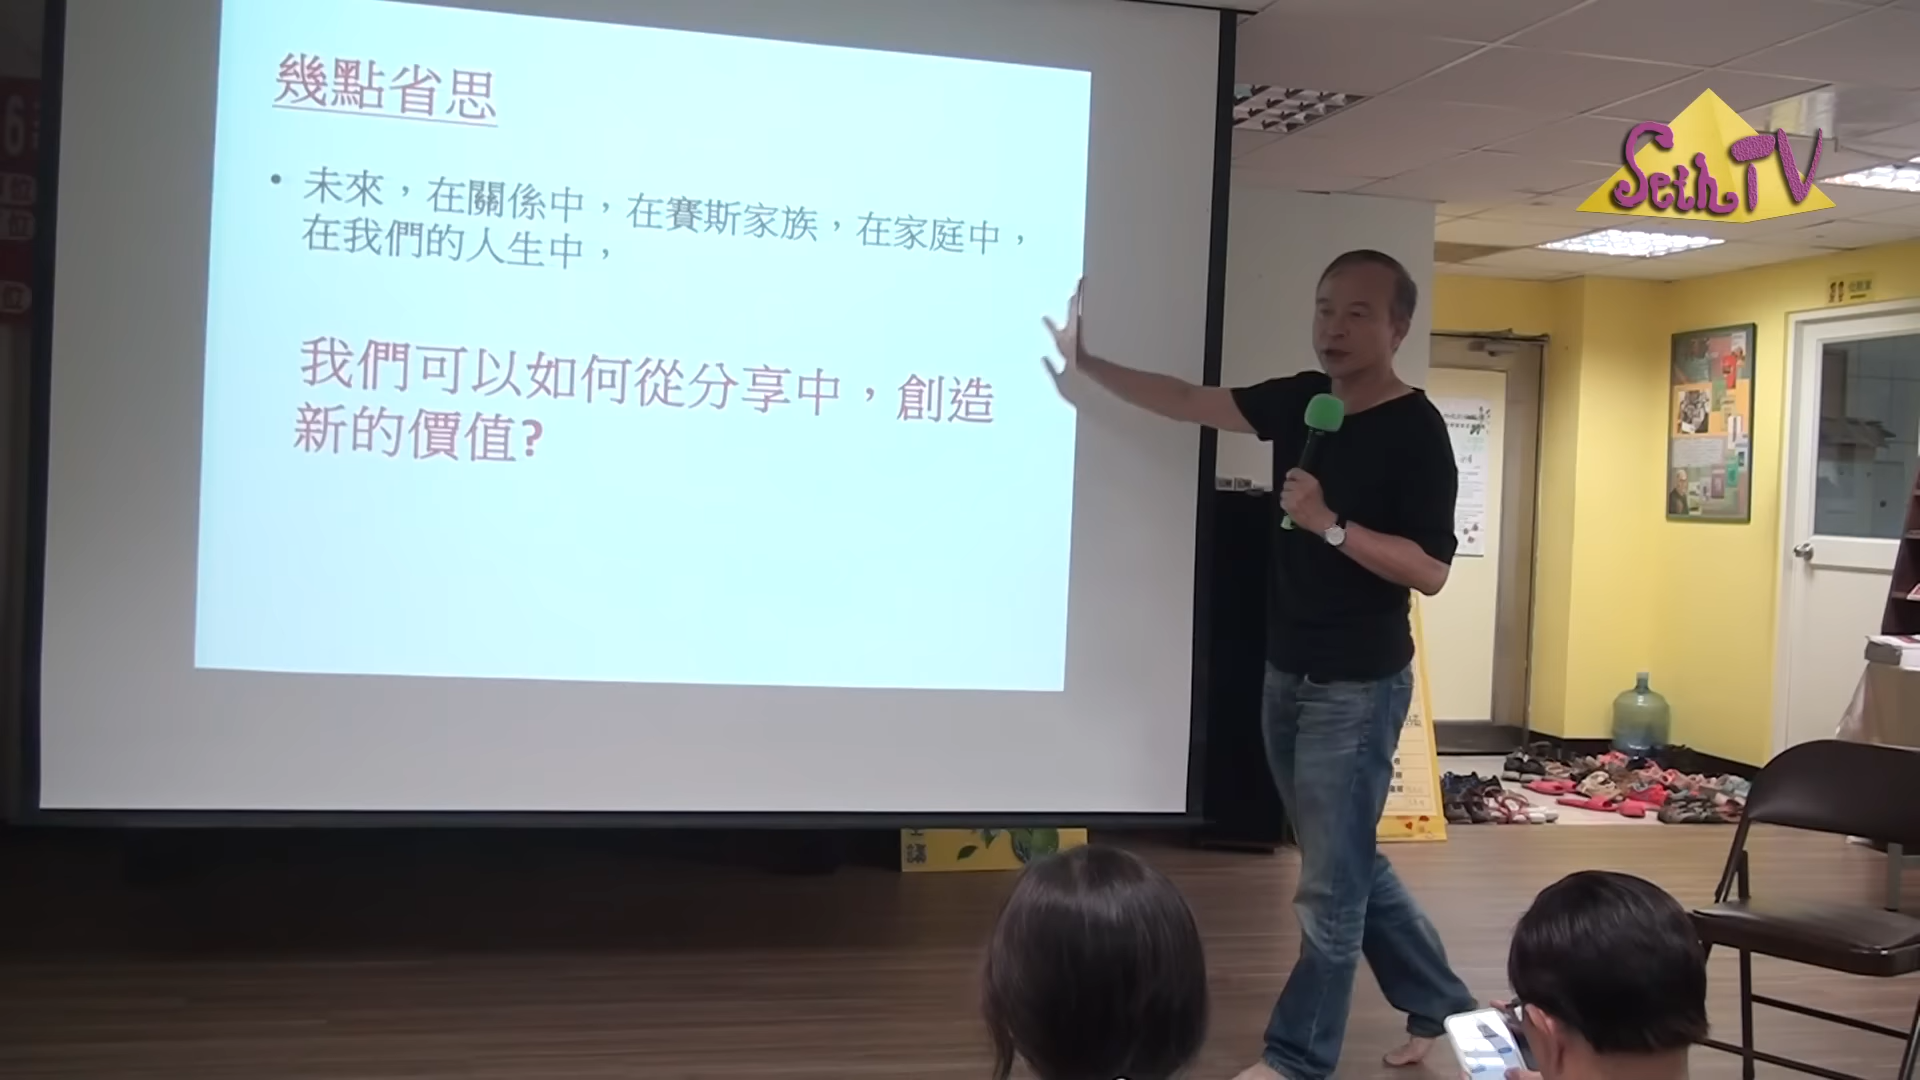 幾點省思
• 未來，在關係中，在賽斯家族，在家庭中，
在我們的人生中，
我們可以如何從分享中，創造
新的價值?
Seth TV